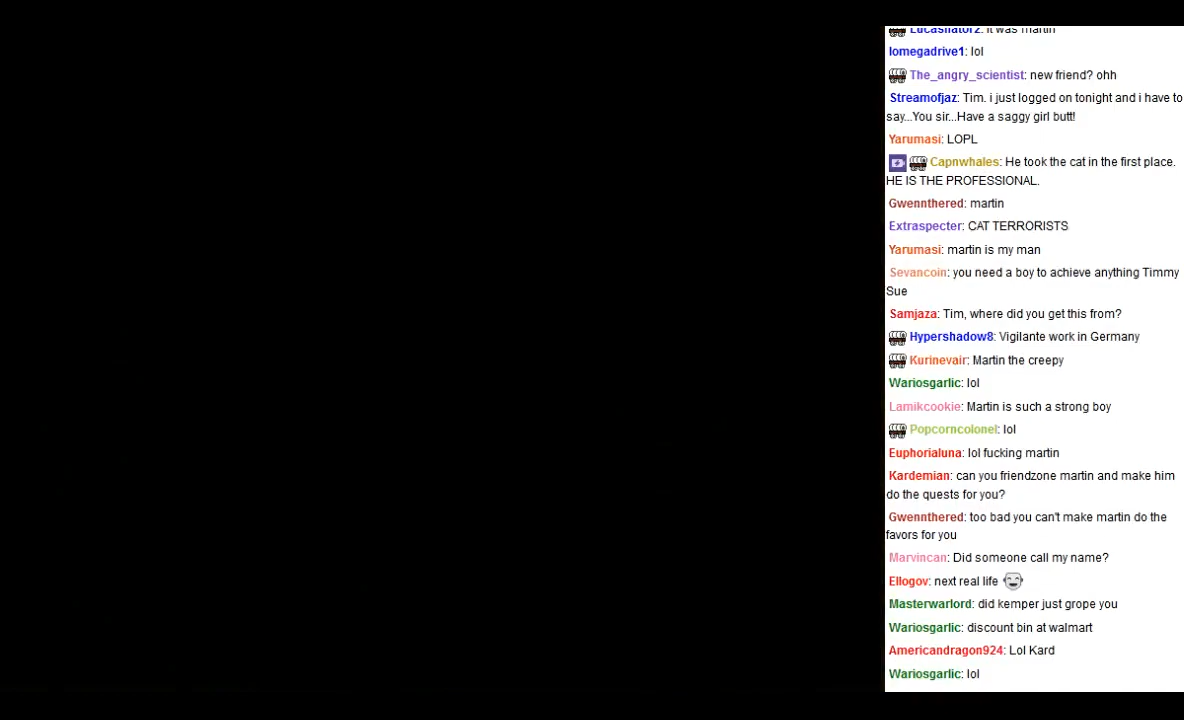 Lucashator2: it was martin
Iomegadrive1: lol
The_angry_scientist: new friend? ohh
Streamofjaz: Tim. i just logged on tonight and i have to
say...You sir...Have a saggy girl butt!
Yarumasi: LOPL
Capnwhales: He took the cat in the first place.
HE IS THE PROFESSIONAL.
Gwennthered: martin
Extraspecter: CAT TERRORISTS
Yarumasi: martin is my man
Sevancoin: you need a boy to achieve anything Timmy
Sue
Samjaza: Tim, where did you get this from?
Hypershadow8: Vigilante work in Germany
Kurinevair: Martin the creepy
Wariosgarlic: lol
Lamikcookie: Martin is such a strong boy
Popcorncolonel: lol
Euphorialuna: lol fucking martin
Kardemian: can you friendzone martin and make him
do the quests for you?
Gwennthered: too bad you can't make martin do the
favors for you
Marvincan: Did someone call my name?
Ellogov: next real life
Masterwarlord: did kemper just grope you
Wariosgarlic: discount bin at walmart
Americandragon924: Lol Kard
Wariosgarlic: lol